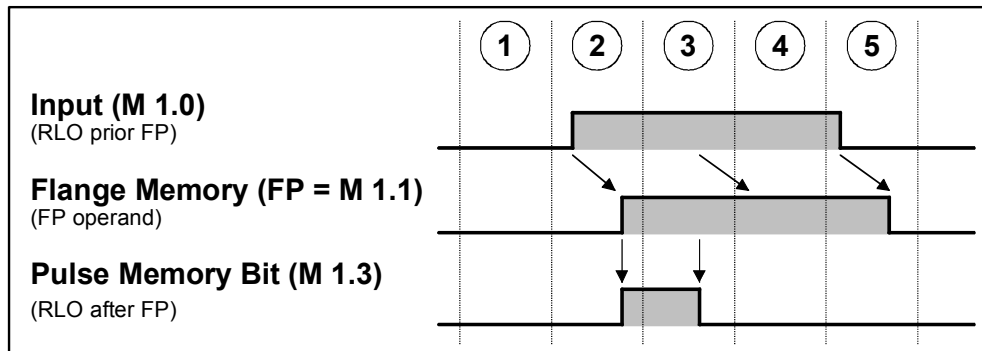 1 2 3 4 5
Input (M 1.0)
(RLO prior FP)
Flange Memory (FP = M 1.1)
(FP operand)
Pulse Memory Bit (M 1.3)
(RLO after FP)